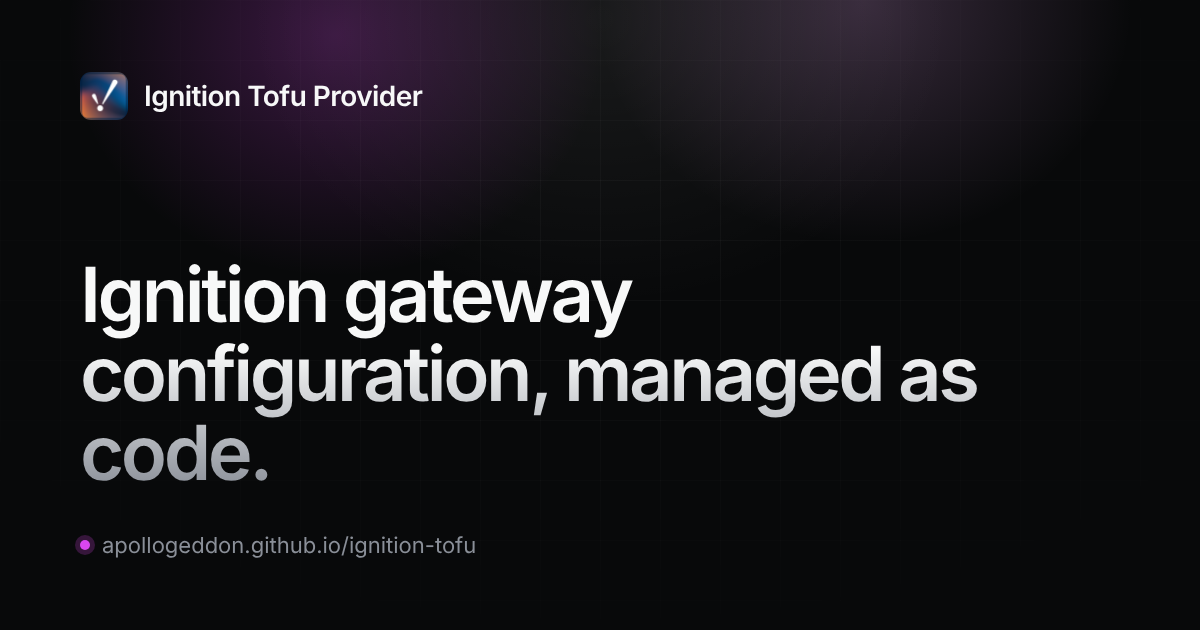 Ignition Tofu Provider
Ignition gateway
configuration, managed as
code.
apollogeddon.github.io/ignition-tofu